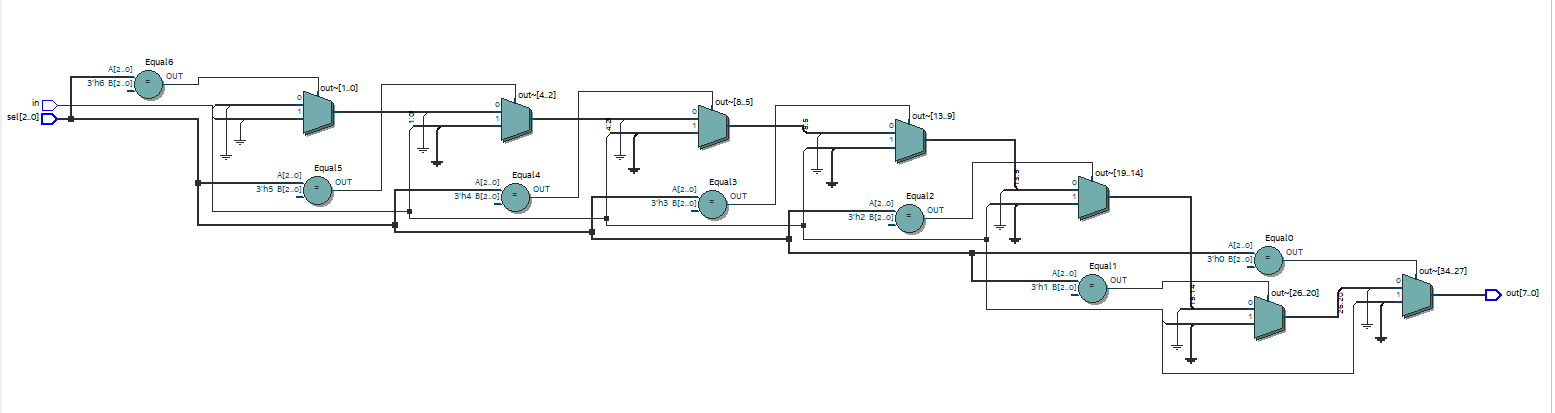 Equal6
A[2..0]
3'h6 B[2..0]
=
OUT
out~[1..0]
0
1
in
sel[2..0]
Equal5
A[2..0]
3'h5 B[2..0]
=
OUT
1:0
out~[4..2]
0
1
Equal4
A[2..0]
3'h4 B[2..0]
=
OUT
4:2
out~[8..5]
0
1
Equal3
A[2..0]
3'h3 B[2..0]
=
OUT
8:5
out~[13..9]
0
1
Equal2
A[2..0]
3'h2 B[2..0]
=
OUT
13:9
out~[19..14]
0
1
Equal0
A[2..0]
3'h0 B[2..0]
=
OUT
Equal1
A[2..0]
3'h1 B[2..0]
=
OUT
19:14
out~[26..20]
0
1
26:20
out~[34..27]
0
1
out[7..0]